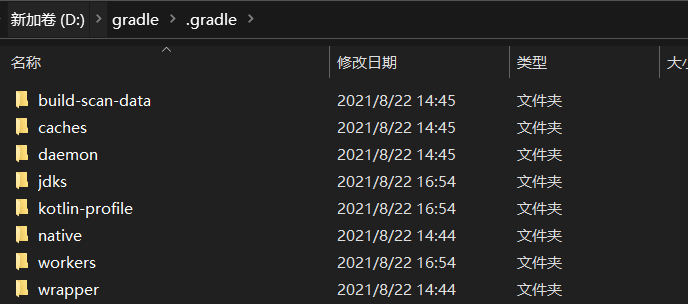 新加卷 (D:) > gradle > .gradle >
名称 修改日期 类型 大小
build-scan-data 2021/8/22 14:45 文件夹
caches 2021/8/22 14:45 文件夹
daemon 2021/8/22 14:45 文件夹
jdks 2021/8/22 16:54 文件夹
kotlin-profile 2021/8/22 16:54 文件夹
native 2021/8/22 14:44 文件夹
workers 2021/8/22 16:54 文件夹
wrapper 2021/8/22 14:44 文件夹